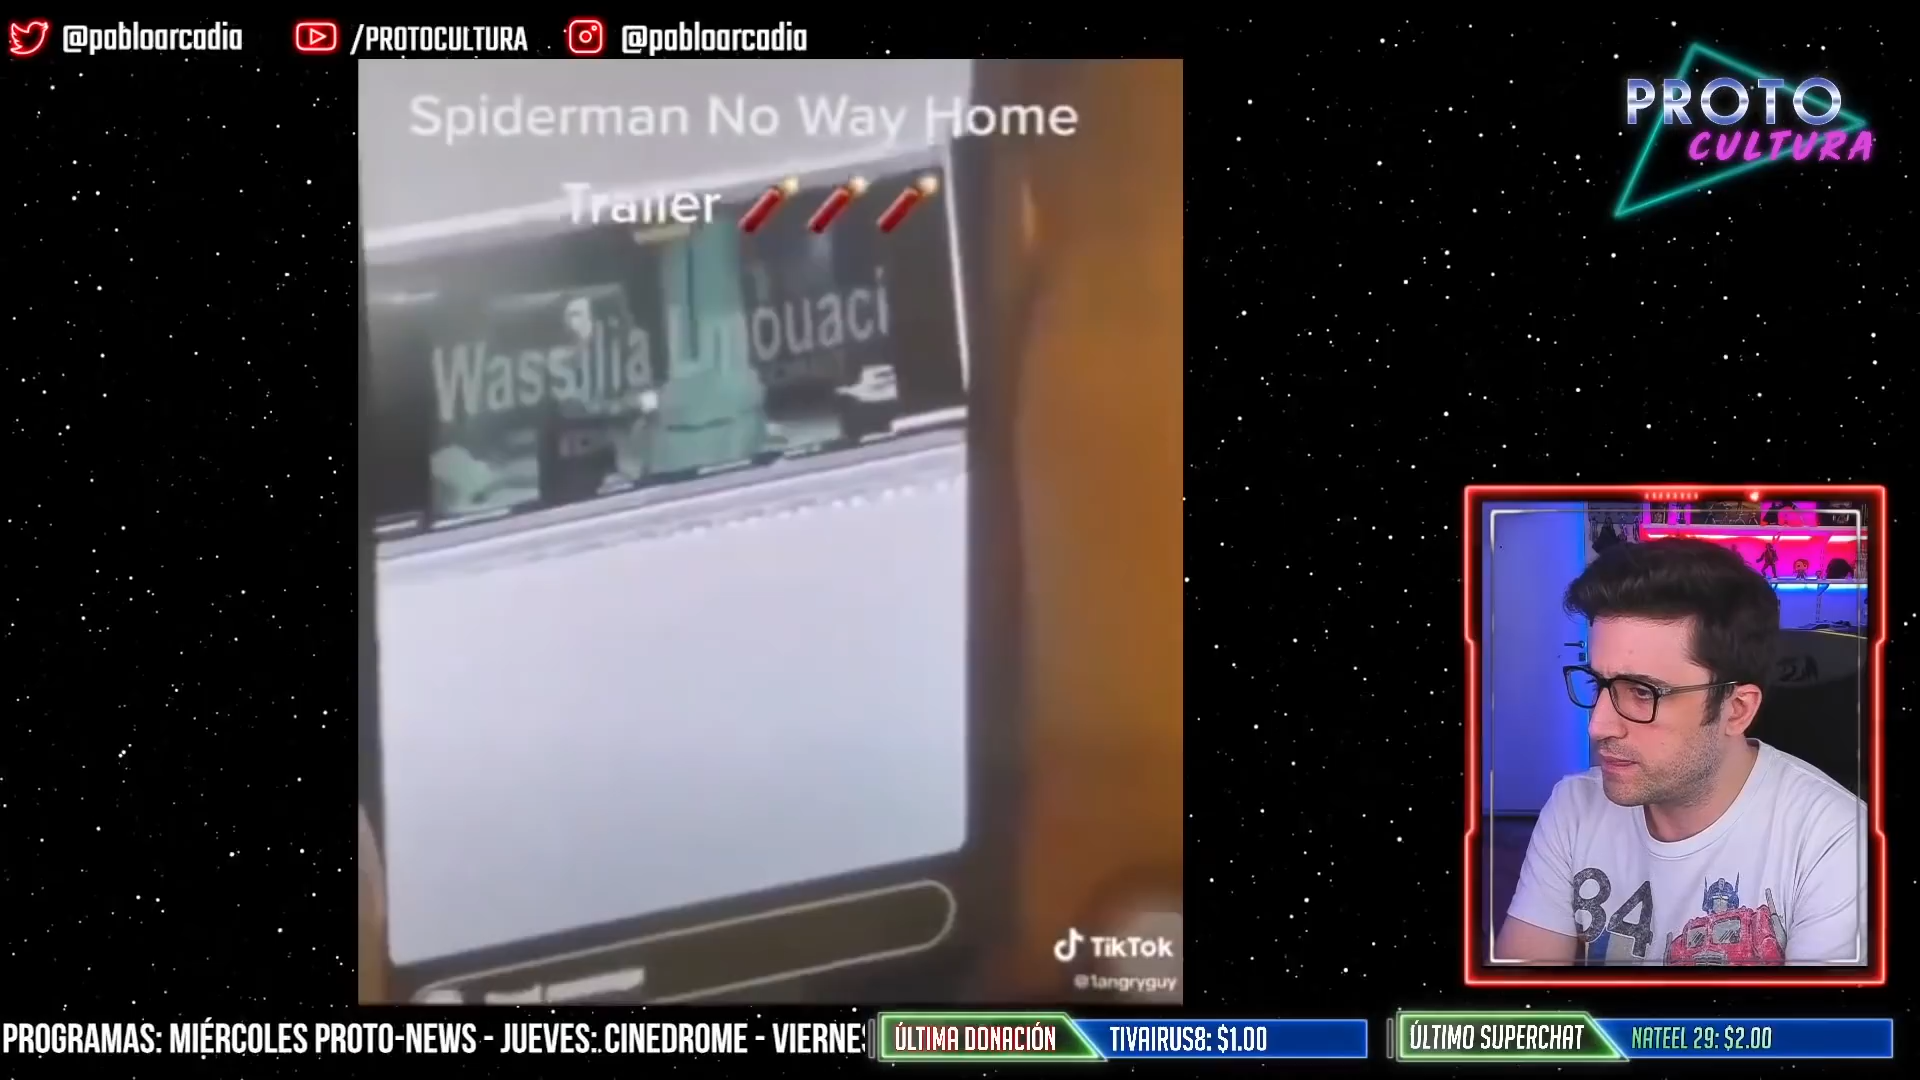 @pabloarcadia
/PROTOCULTURA
@pabloarcadia
PROTO
CULTURA
Spiderman No Way Home
Trailer
Wassilia
84
TikTok
@1angryguy
PROGRAMAS: MIÉRCOLES PROTO-NEWS - JUEVES: CINEDROME - VIERNES
ÚLTIMA DONACIÓN
TIVAIRUS8: $1.00
ÚLTIMO SUPERCHAT
NATEEL 29: $2.00